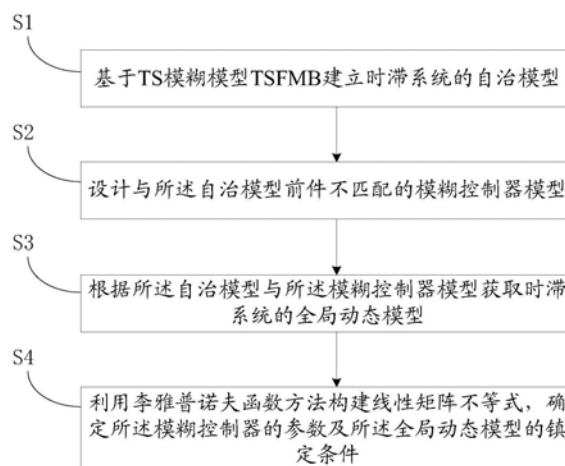 S1
基于TS模糊模型TSFMB建立时滞系统的自治模型
S2
设计与所述自治模型前件不匹配的模糊控制器模型
S3
根据所述自治模型与所述模糊控制器模型获取时滞
系统的全局动态模型
S4
利用李雅普诺夫函数方法构建线性矩阵不等式，确
定所述模糊控制器的参数及所述全局动态模型的镇
定条件